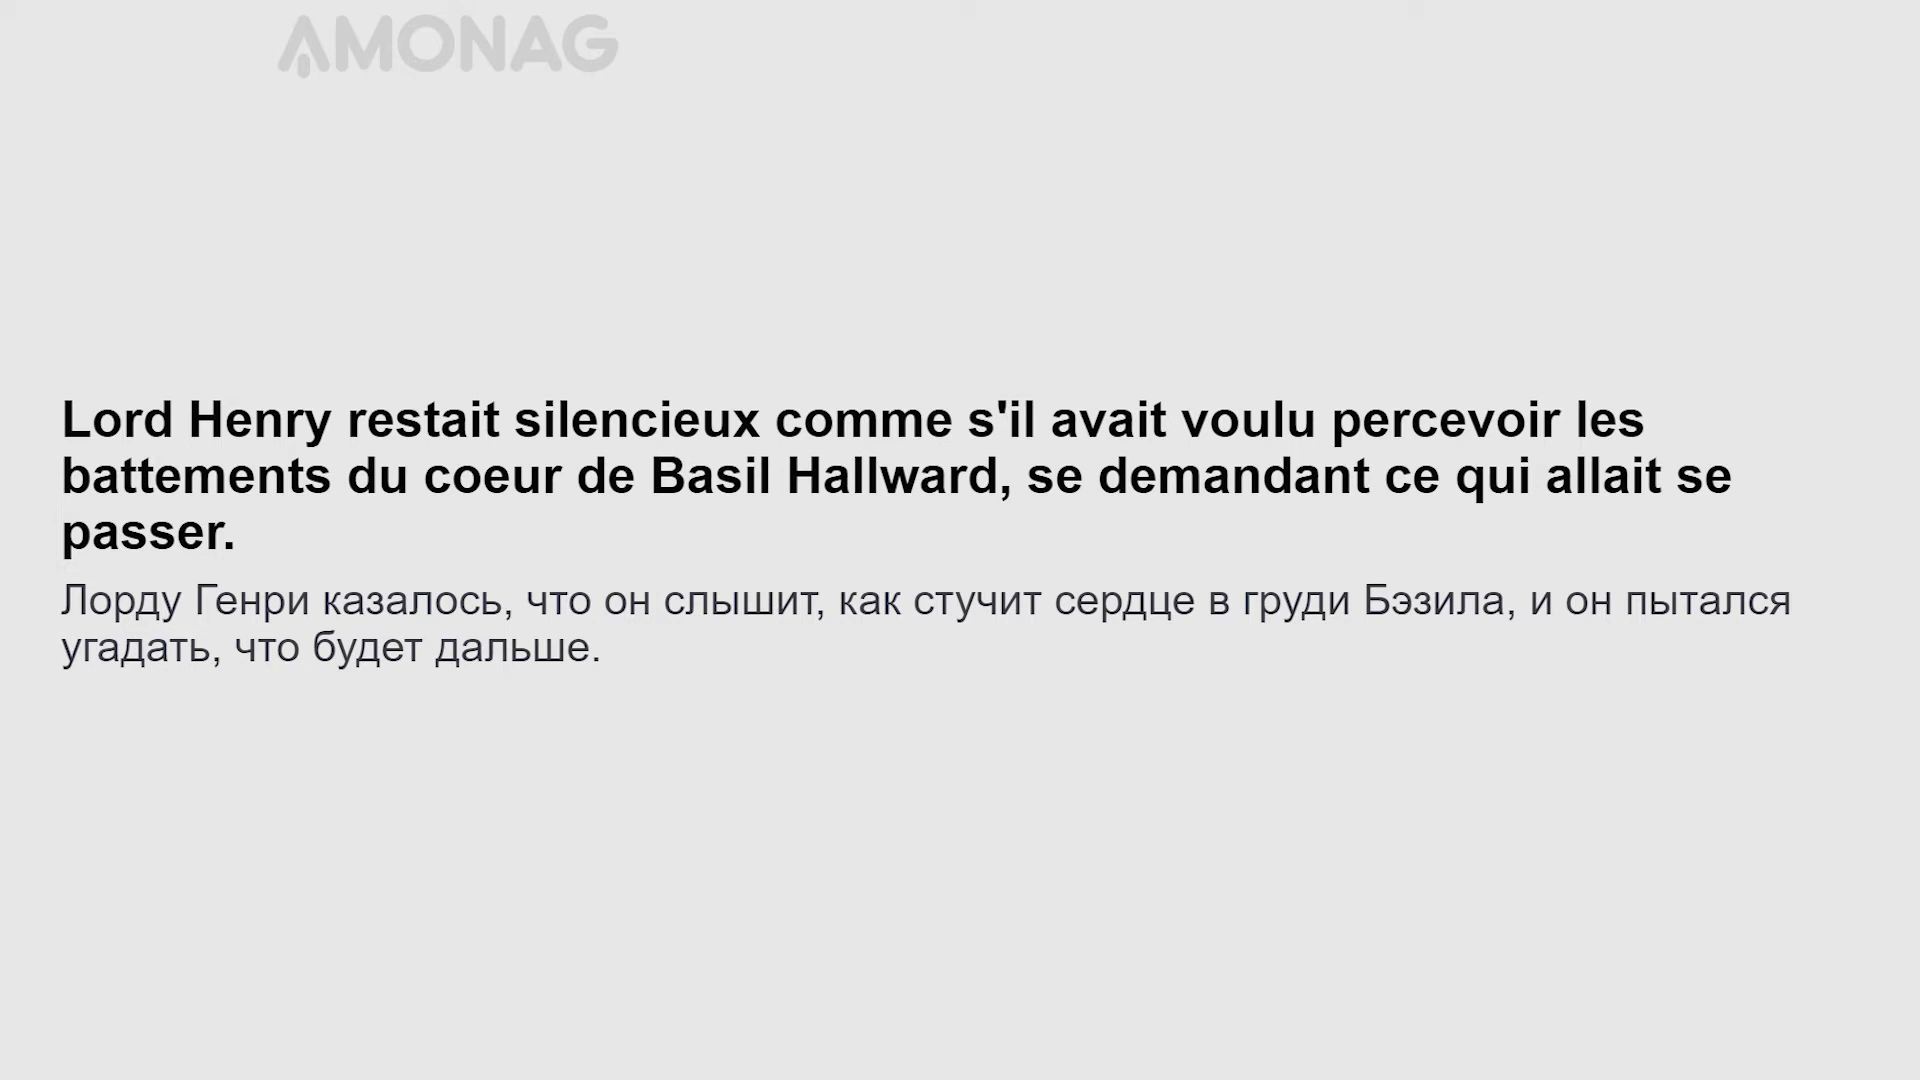 AMONAG
Lord Henry restait silencieux comme s'il avait voulu percevoir les
battements du coeur de Basil Hallward, se demandant ce qui allait se
passer.
Лорду Генри казалось, что он слышит, как стучит сердце в груди Бэзила, и он пытался
угадать, что будет дальше.